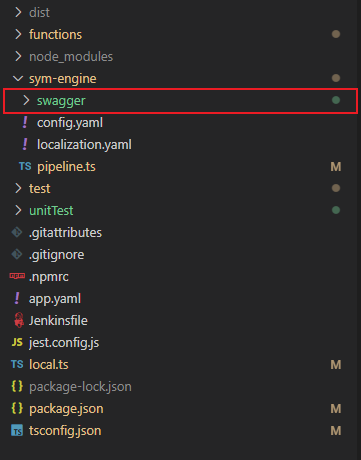 dist
functions
node_modules
sym-engine
swagger
! config.yaml
! localization.yaml
TS pipeline.ts M
test
unitTest
.gitattributes
.gitignore
.npmrc
! app.yaml
Jenkinsfile
JS jest.config.js
TS local.ts M
{} package-lock.json
{} package.json M
TS tsconfig.json M